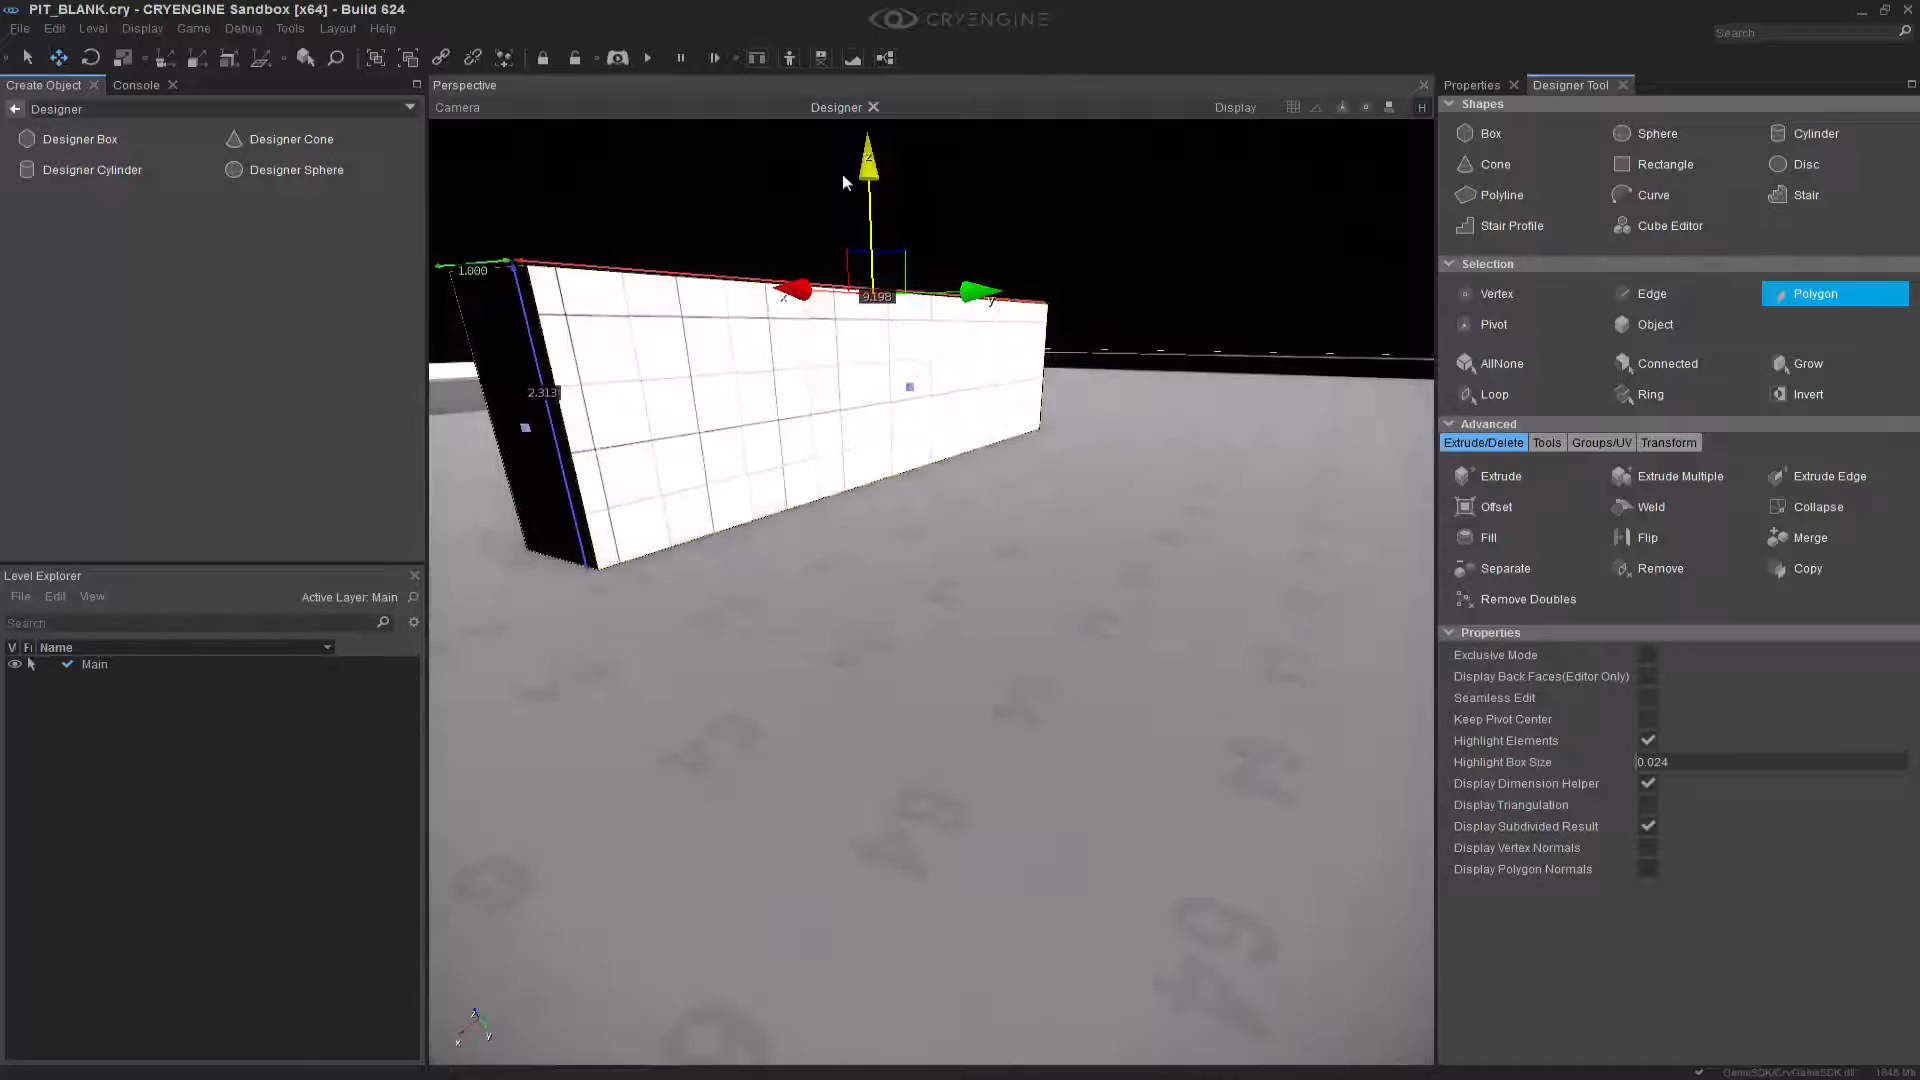 PIT_BLANK.cry - CRYENGINE Sandbox [x64] - Build 624
CRYENGINE
File Edit Level Display Game Debug Tools Layout Help
Search...
Create Object
Console
Perspective
Properties
Designer Tool
Designer
Camera
Designer
Display
H
Shapes
Designer Box
Designer Cone
Designer Cylinder
Designer Sphere
Box
Sphere
Cylinder
Cone
Rectangle
Disc
Polyline
Curve
Stair
Stair Profile
Cube Editor
z
1.000
x
9.198
y
2.313
Selection
Vertex
Edge
Polygon
Pivot
Object
AllNone
Connected
Grow
Loop
Ring
Invert
Advanced
Extrude/Delete
Tools
Groups/UV
Transform
Extrude
Extrude Multiple
Extrude Edge
Offset
Weld
Collapse
Fill
Flip
Merge
Separate
Remove
Copy
Remove Doubles
Level Explorer
File Edit View
Active Layer: Main
Search
V Fi Name
Main
Properties
Exclusive Mode
Display Back Faces(Editor Only)
Seamless Edit
Keep Pivot Center
Highlight Elements
Highlight Box Size
0.024
Display Dimension Helper
Display Triangulation
Display Subdivided Result
Display Vertex Normals
Display Polygon Normals
z
x
y
GameSDK/CryGameSDK.dll
1846 Mb